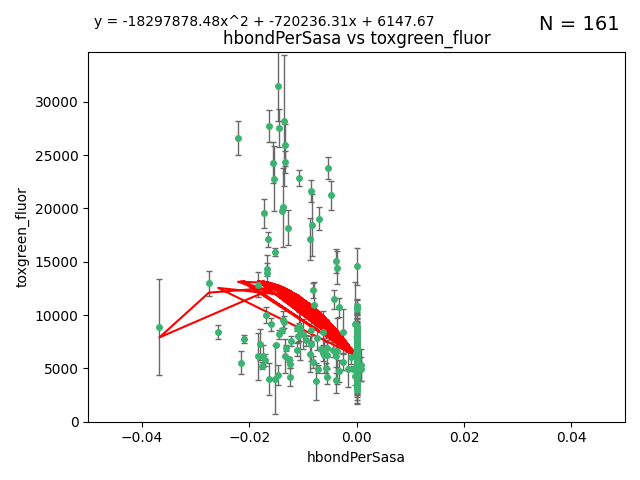 y = -18297878.48x^2 + -720236.31x + 6147.67
N = 161
hbondPerSasa vs toxgreen_fluor
30000
25000
20000
15000
10000
5000
0
toxgreen_fluor
−0.04
−0.02
0.00
0.02
0.04
hbondPerSasa